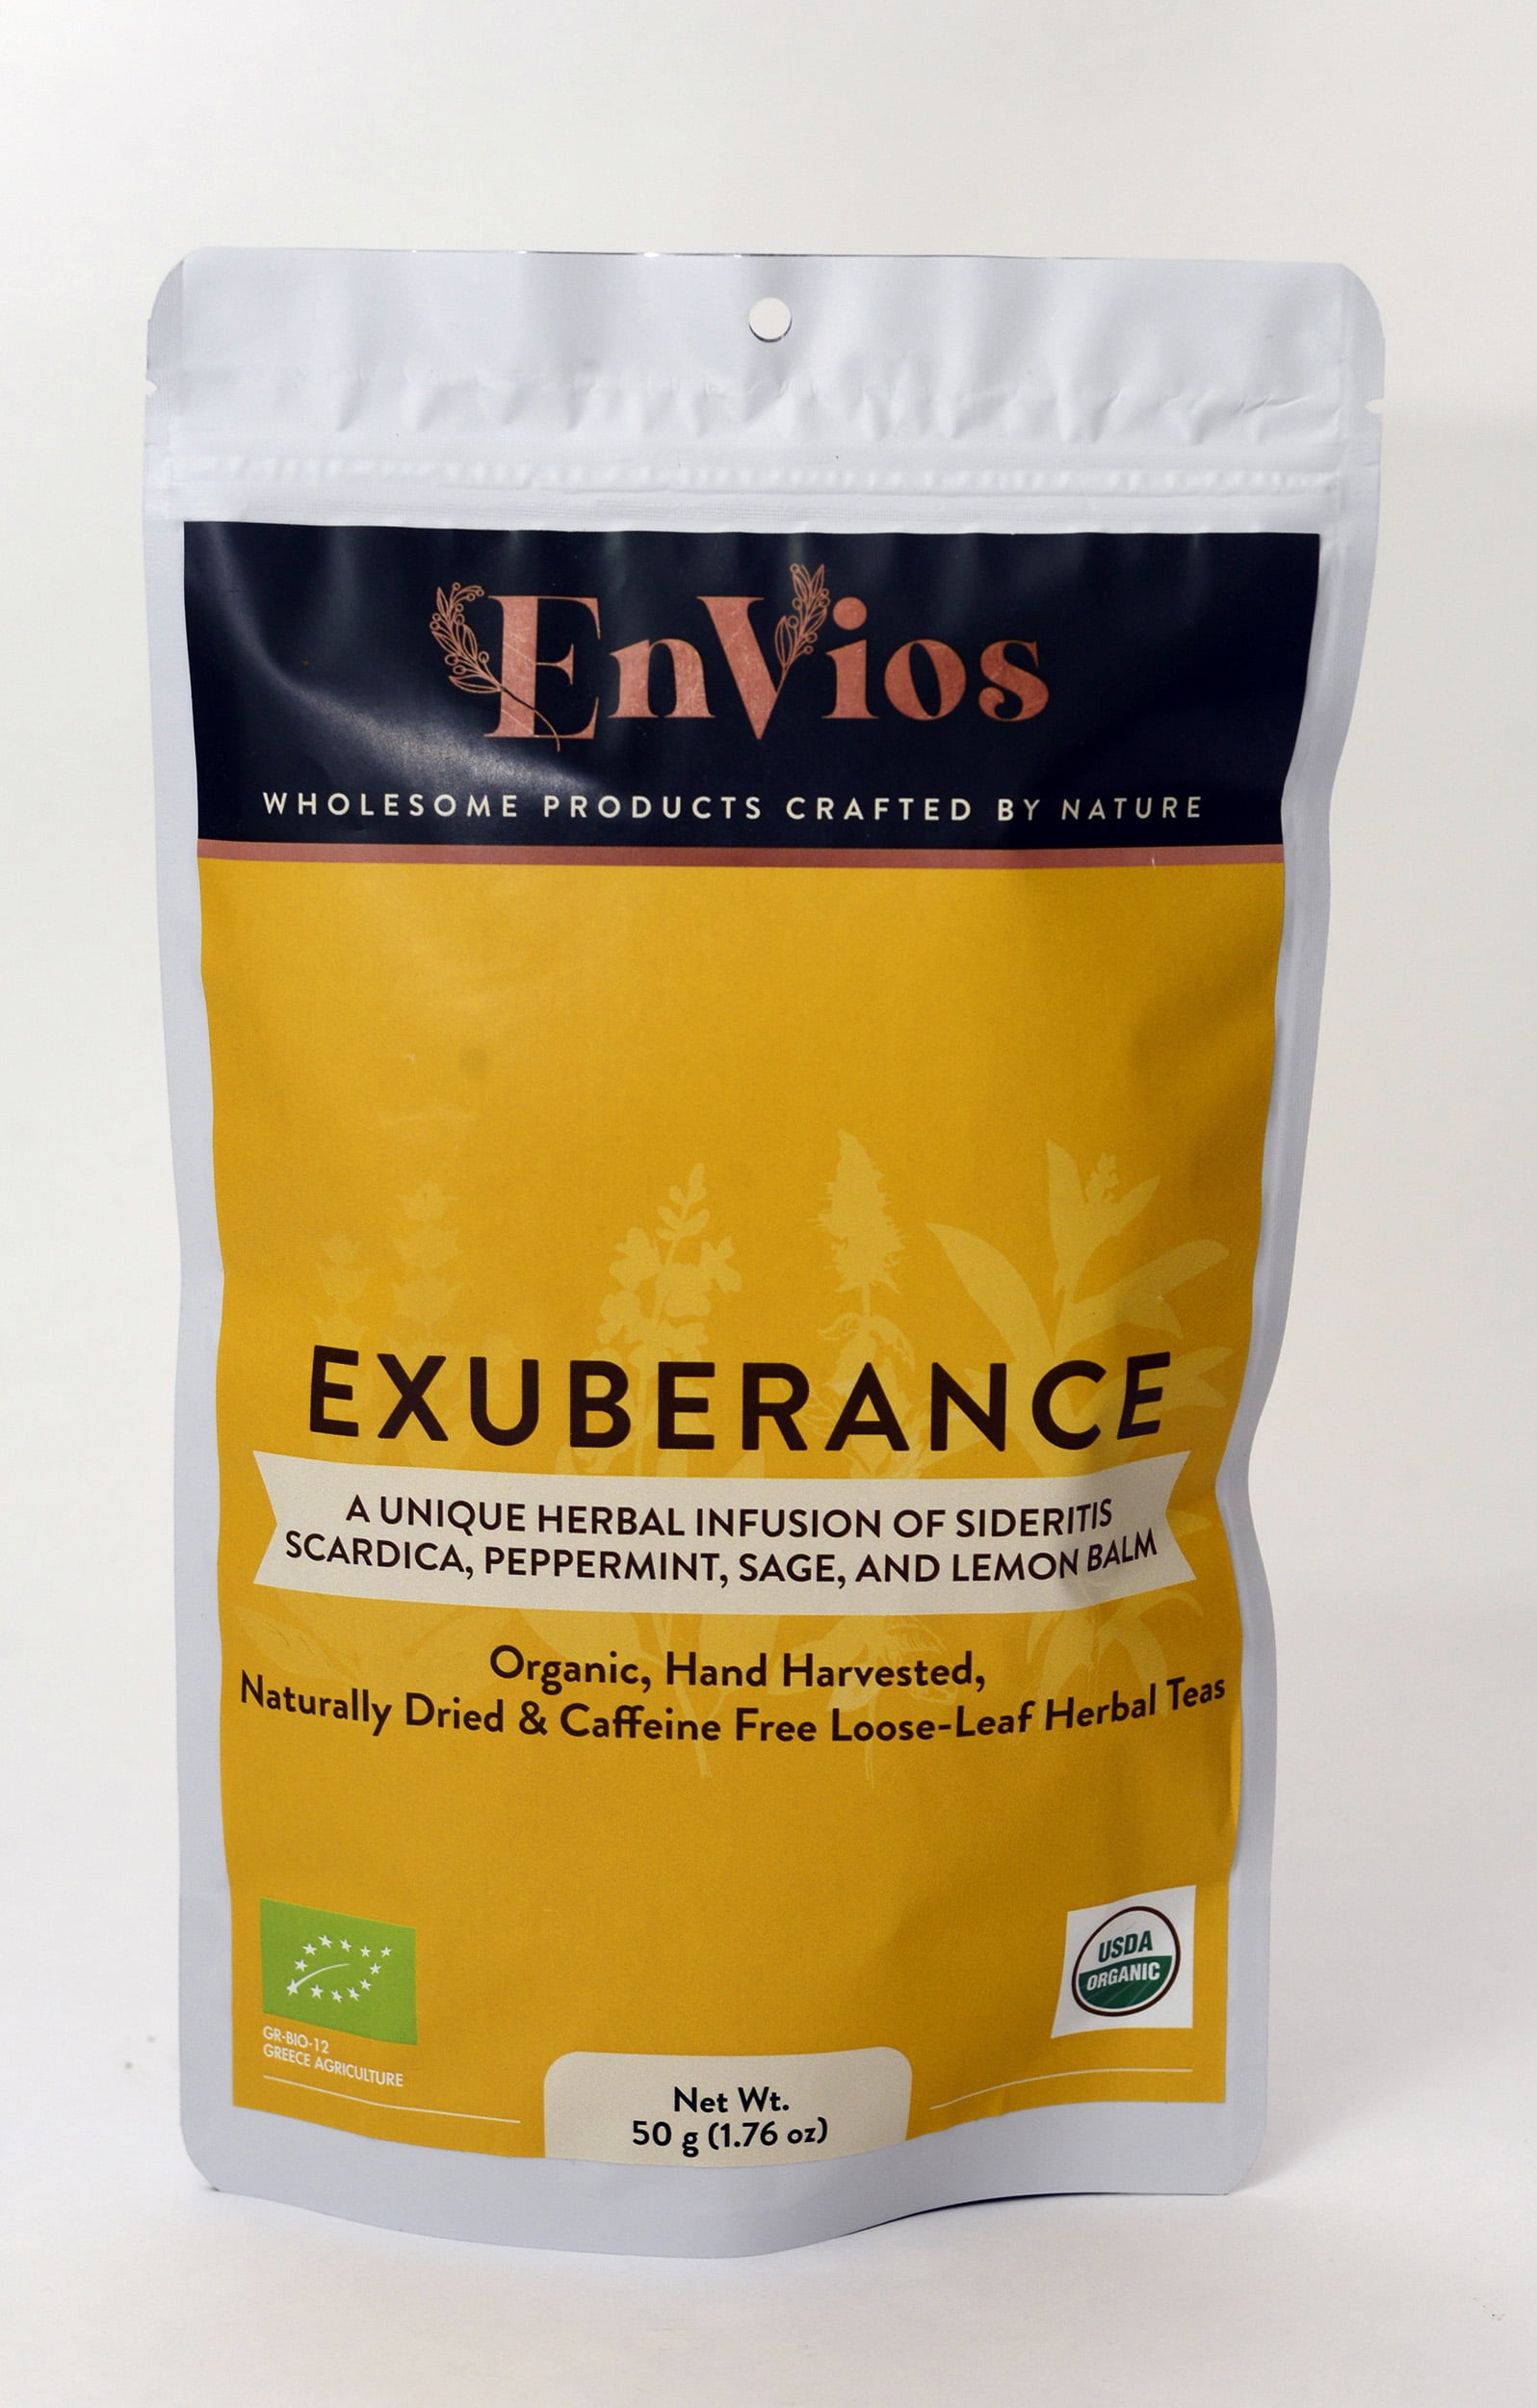 EnVios
WHOLESOME PRODUCTS CRAFTED BY NATURE
EXUBERANCE
A UNIQUE HERBAL INFUSION OF SIDERITIS
SCARDICA, PEPPERMINT, SAGE, AND LEMON BALM
Organic, Hand Harvested,
Naturally Dried & Caffeine Free Loose-Leaf Herbal Teas
USDA
ORGANIC
GR-BIO-12
GREECE AGRICULTURE
Net Wt.
50 g (1.76 oz)